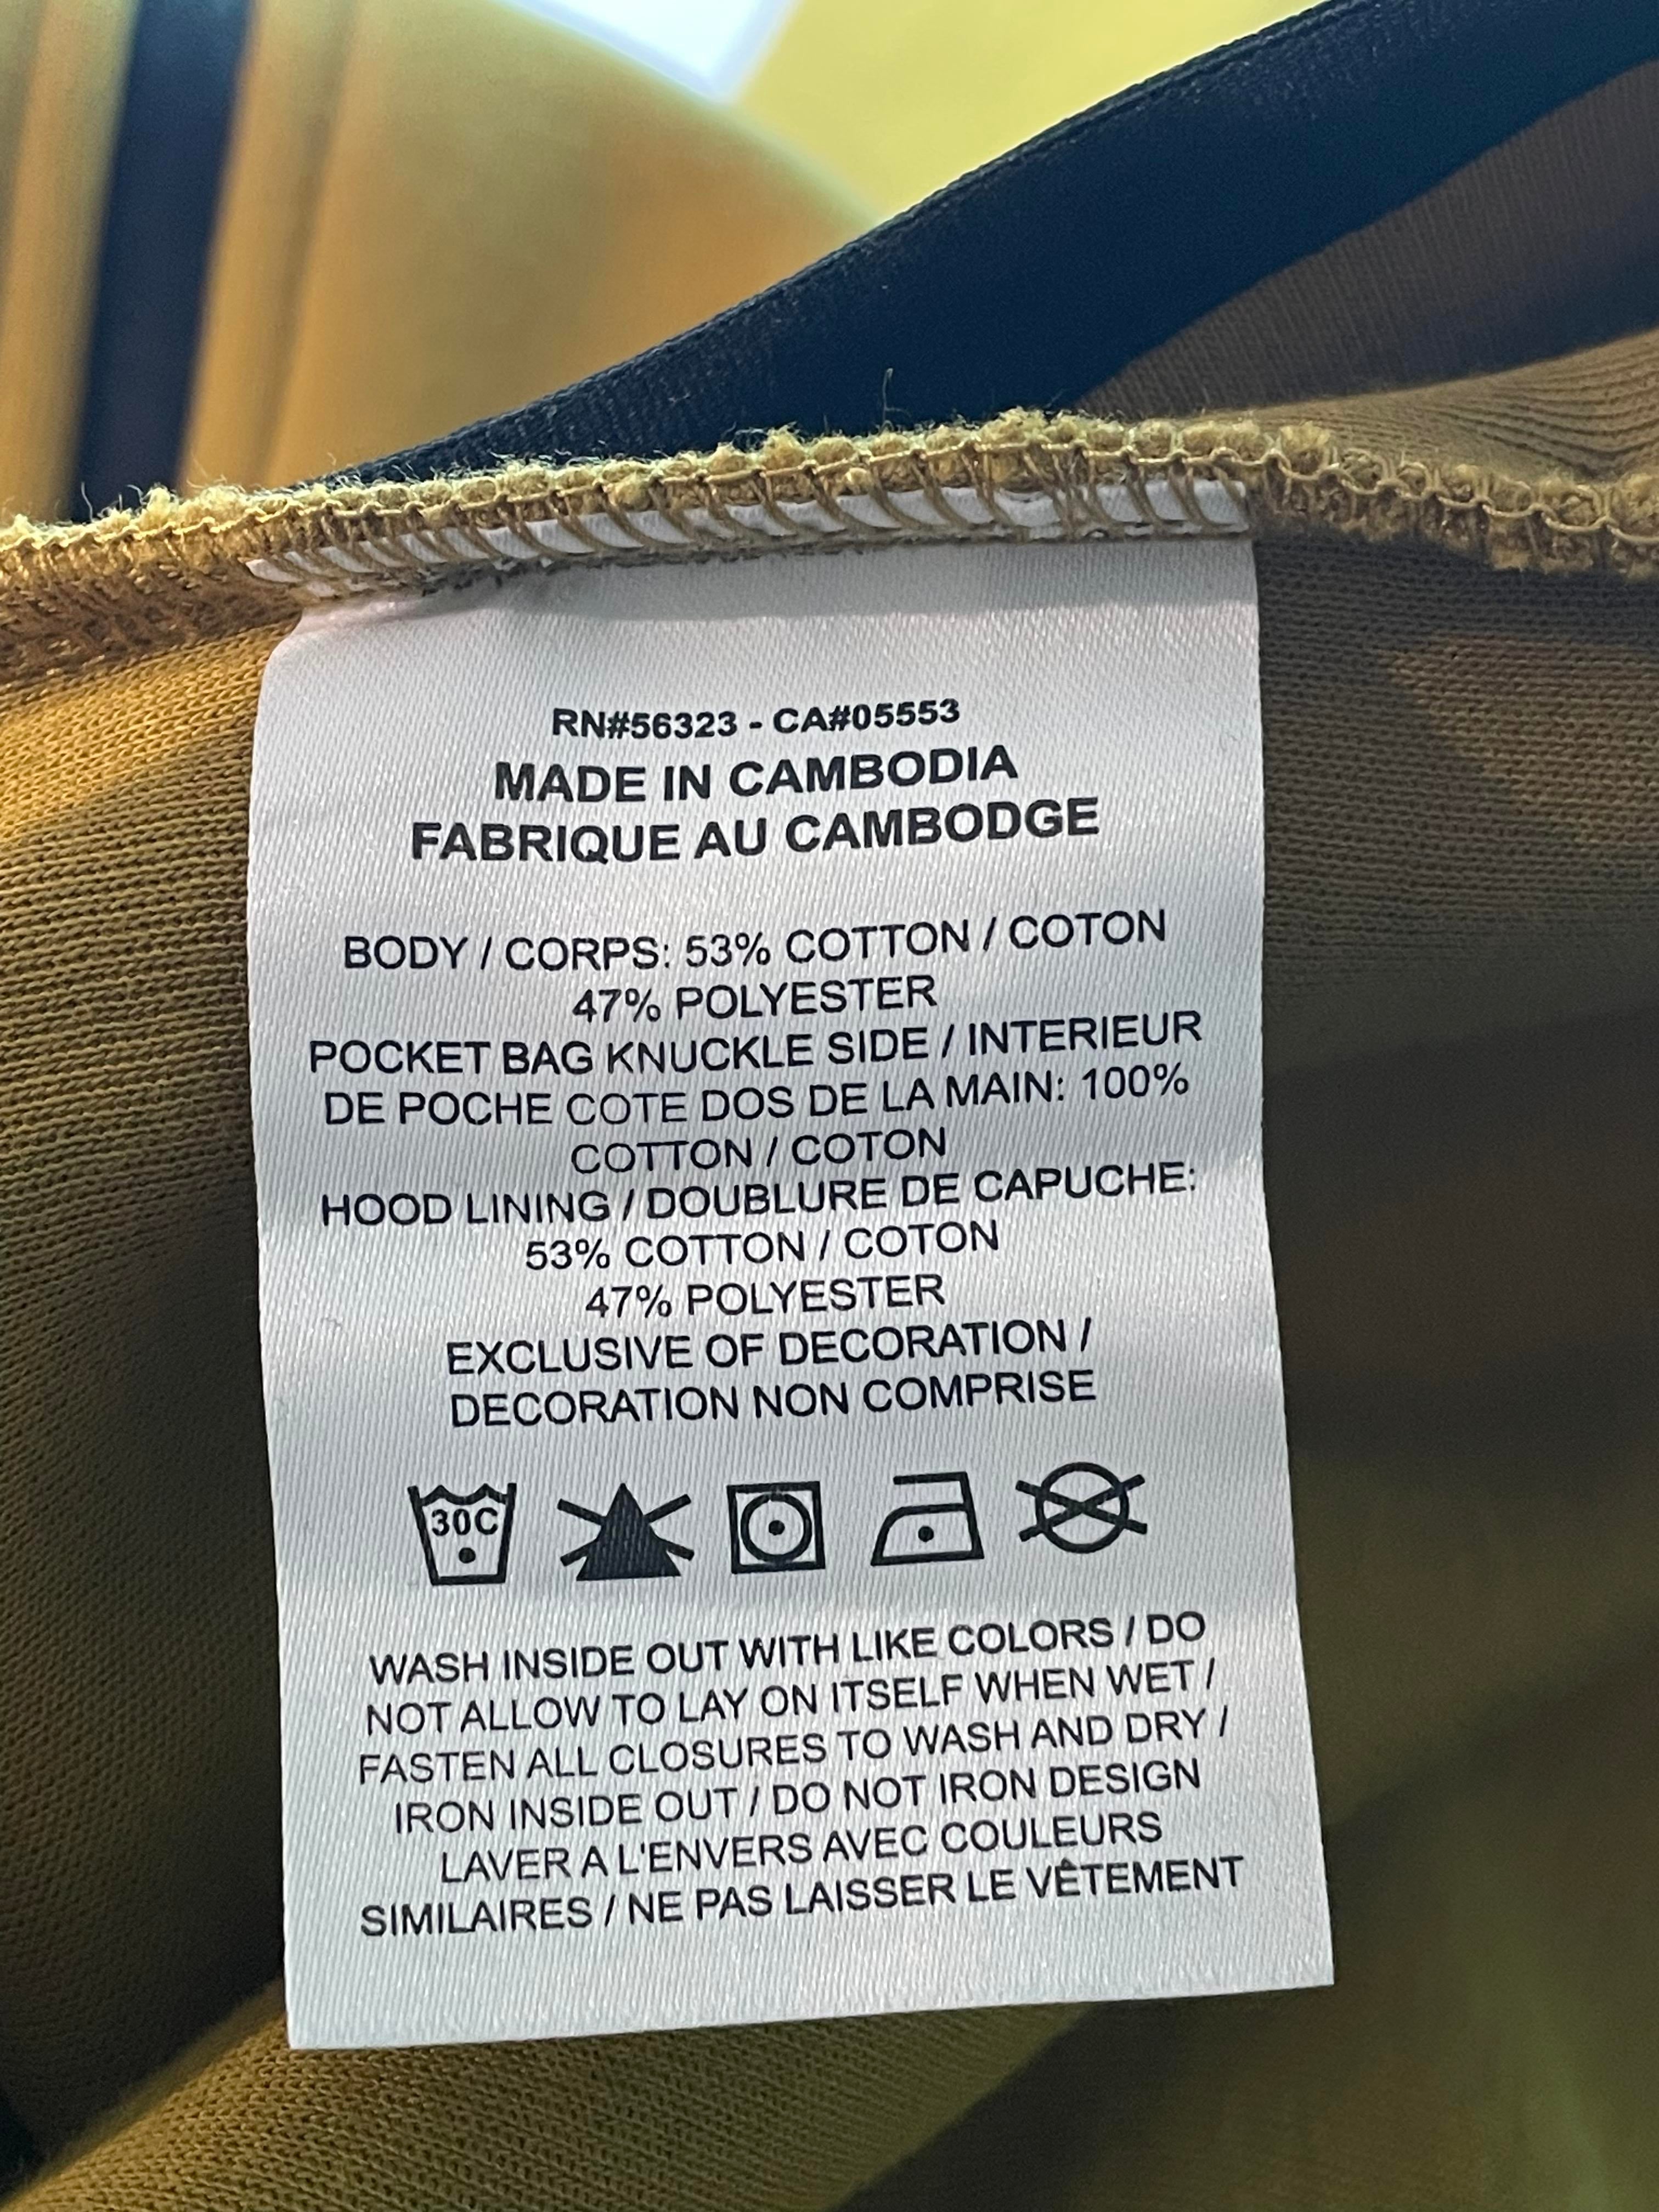 RN#56323 - CA#05553
MADE IN CAMBODIA
FABRIQUE AU CAMBODGE
BODY / CORPS: 53% COTTON / COTON
47% POLYESTER
POCKET BAG KNUCKLE SIDE / INTERIEUR
DE POCHE COTE DOS DE LA MAIN: 100%
COTTON / COTON
HOOD LINING / DOUBLURE DE CAPUCHE:
53% COTTON / COTON
47% POLYESTER
EXCLUSIVE OF DECORATION /
DECORATION NON COMPRISE
30C
WASH INSIDE OUT WITH LIKE COLORS / DO
NOT ALLOW TO LAY ON ITSELF WHEN WET /
FASTEN ALL CLOSURES TO WASH AND DRY /
IRON INSIDE OUT / DO NOT IRON DESIGN
LAVER A L'ENVERS AVEC COULEURS
SIMILAIRES / NE PAS LAISSER LE VÊTEMENT